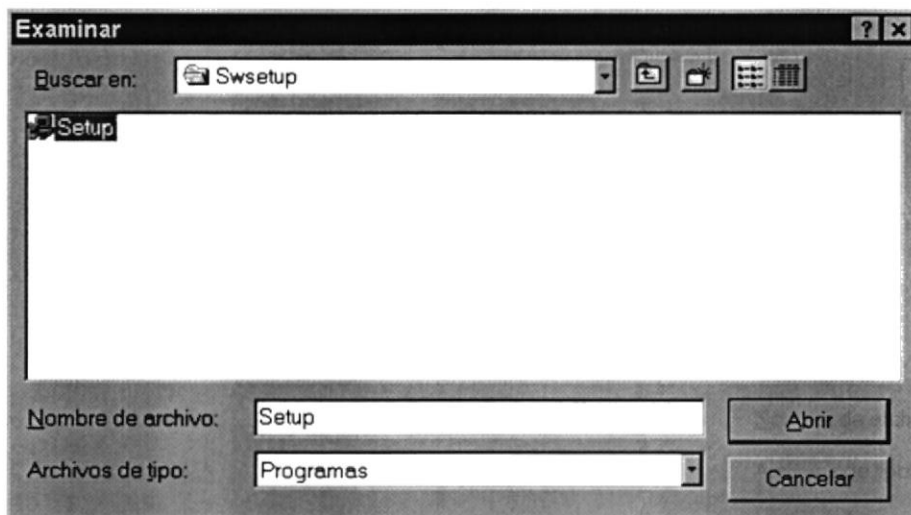 Examinar
Buscar en: Swsetup
Setup
Nombre de archivo: Setup Abrir
Archivos de tipo: Programas Cancelar